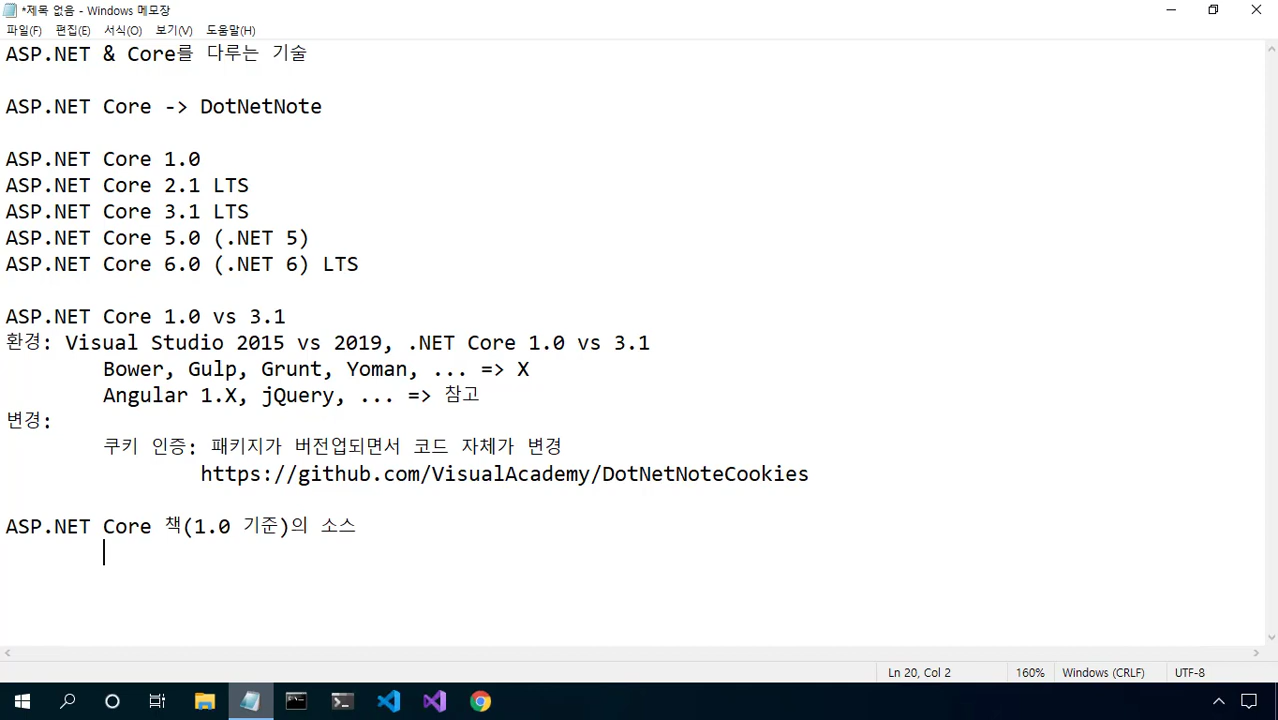 *제목 없음 - Windows 메모장
파일(F) 편집(E) 서식(O) 보기(V) 도움말(H)
ASP.NET & Core를 다루는 기술
ASP.NET Core -> DotNetNote
ASP.NET Core 1.0
ASP.NET Core 2.1 LTS
ASP.NET Core 3.1 LTS
ASP.NET Core 5.0 (.NET 5)
ASP.NET Core 6.0 (.NET 6) LTS
ASP.NET Core 1.0 vs 3.1
환경: Visual Studio 2015 vs 2019, .NET Core 1.0 vs 3.1
Bower, Gulp, Grunt, Yoman, ... => X
Angular 1.X, jQuery, ... => 참고
변경:
쿠키 인증: 패키지가 버전업되면서 코드 자체가 변경
https://github.com/VisualAcademy/DotNetNoteCookies
ASP.NET Core 책(1.0 기준)의 소스
Ln 20, Col 2 160% Windows (CRLF) UTF-8